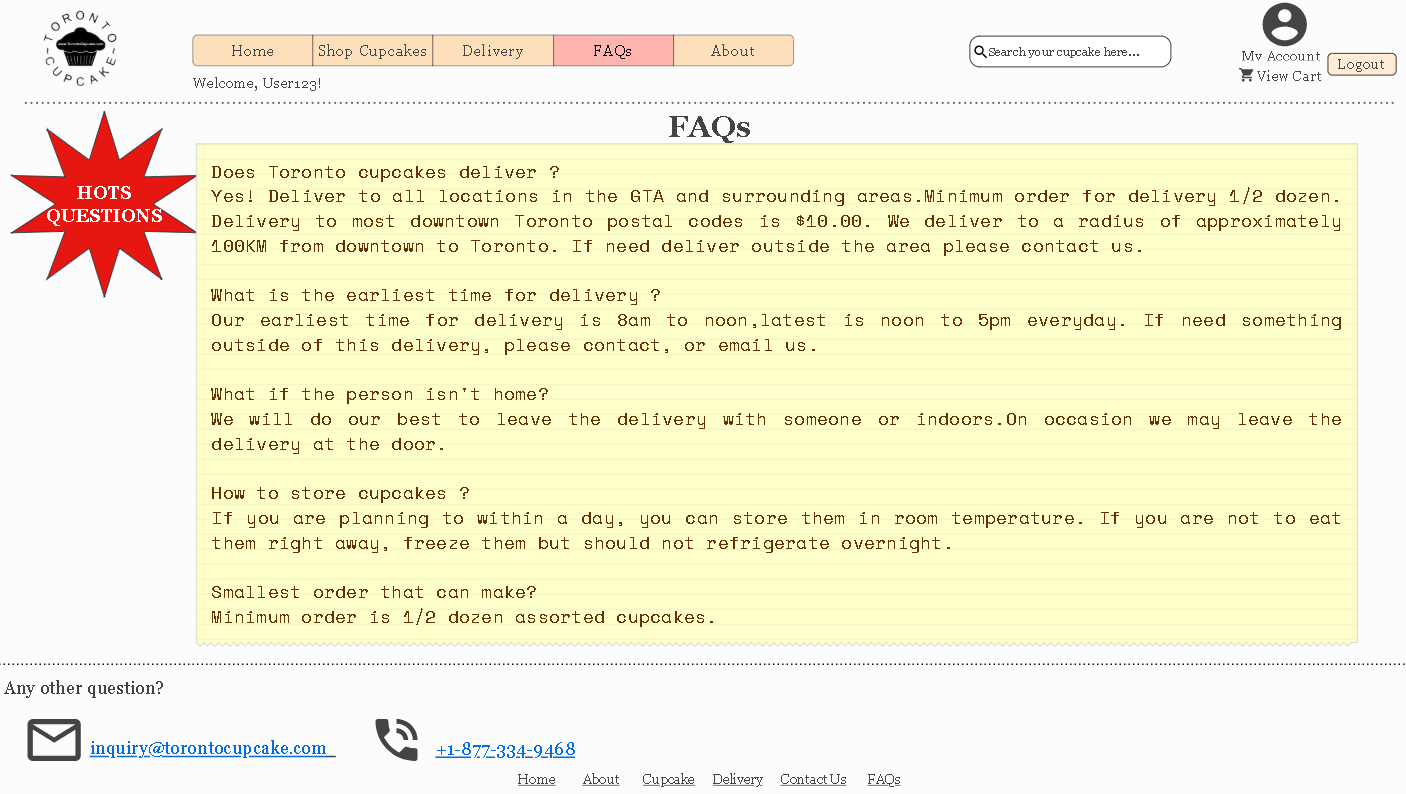 TORONTO
CUPCAKE
Home
Shop Cupcakes
Delivery
FAQs
About
Search your cupcake here...
My Account
View Cart
Logout
Welcome, User123!
FAQs
HOTS
QUESTIONS
Does Toronto cupcakes deliver ?
Yes! Deliver to all locations in the GTA and surrounding areas.Minimum order for delivery 1/2 dozen.
Delivery to most downtown Toronto postal codes is $10.00. We deliver to a radius of approximately
100KM from downtown to Toronto. If need deliver outside the area please contact us.
What is the earliest time for delivery ?
Our earliest time for delivery is 8am to noon,latest is noon to 5pm everyday. If need something
outside of this delivery, please contact, or email us.
What if the person isn't home?
We will do our best to leave the delivery with someone or indoors.On occasion we may leave the
delivery at the door.
How to store cupcakes ?
If you are planning to within a day, you can store them in room temperature. If you are not to eat
them right away, freeze them but should not refrigerate overnight.
Smallest order that can make?
Minimum order is 1/2 dozen assorted cupcakes.
Any other question?
inquiry@torontocupcake.com
+1-877-334-9468
Home
About
Cupcake
Delivery
Contact Us
FAQs